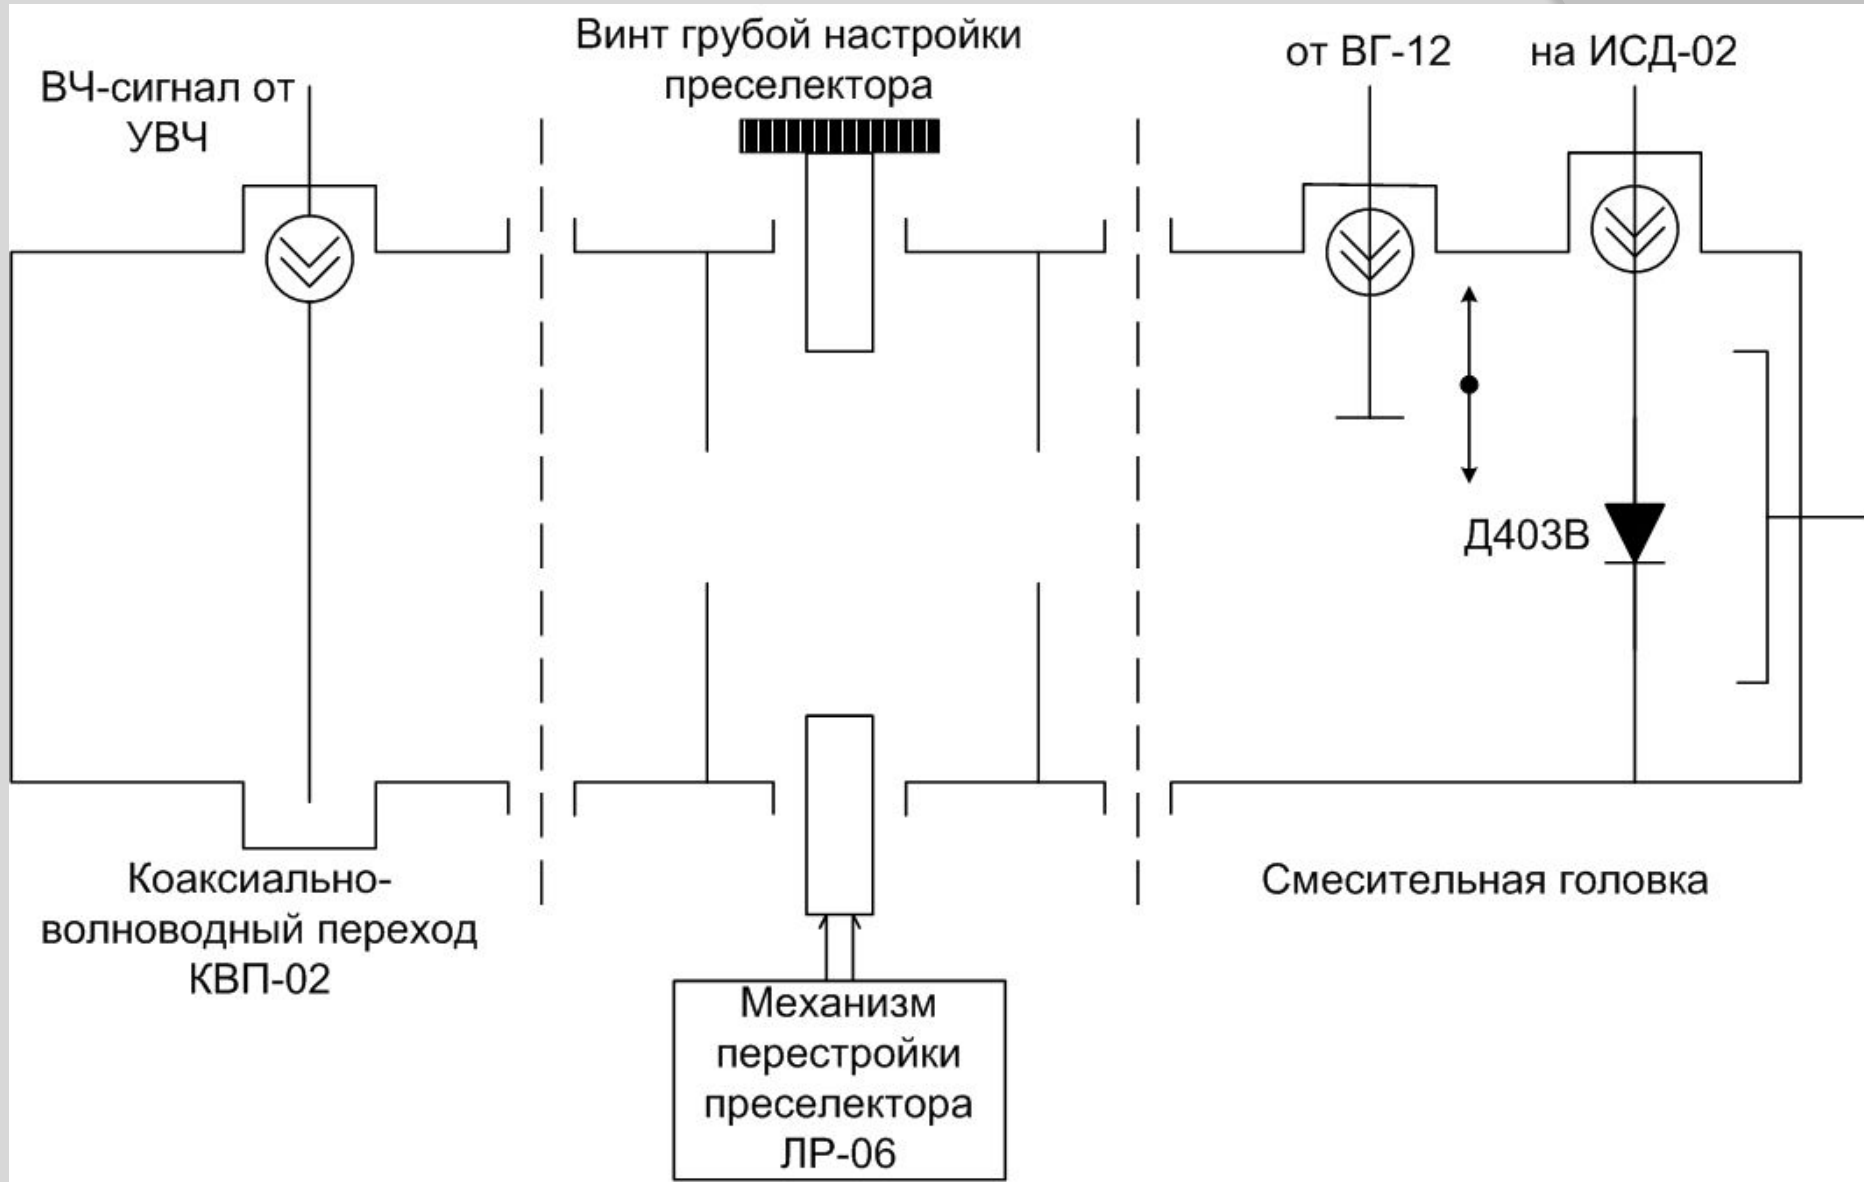 ВЧ-сигнал от
УВЧ
Винт грубой настройки
преселектора
от ВГ-12
на ИСД-02
Д403В
Коаксиально-
волноводный переход
КВП-02
Смесительная головка
Механизм
перестройки
преселектора
ЛР-06